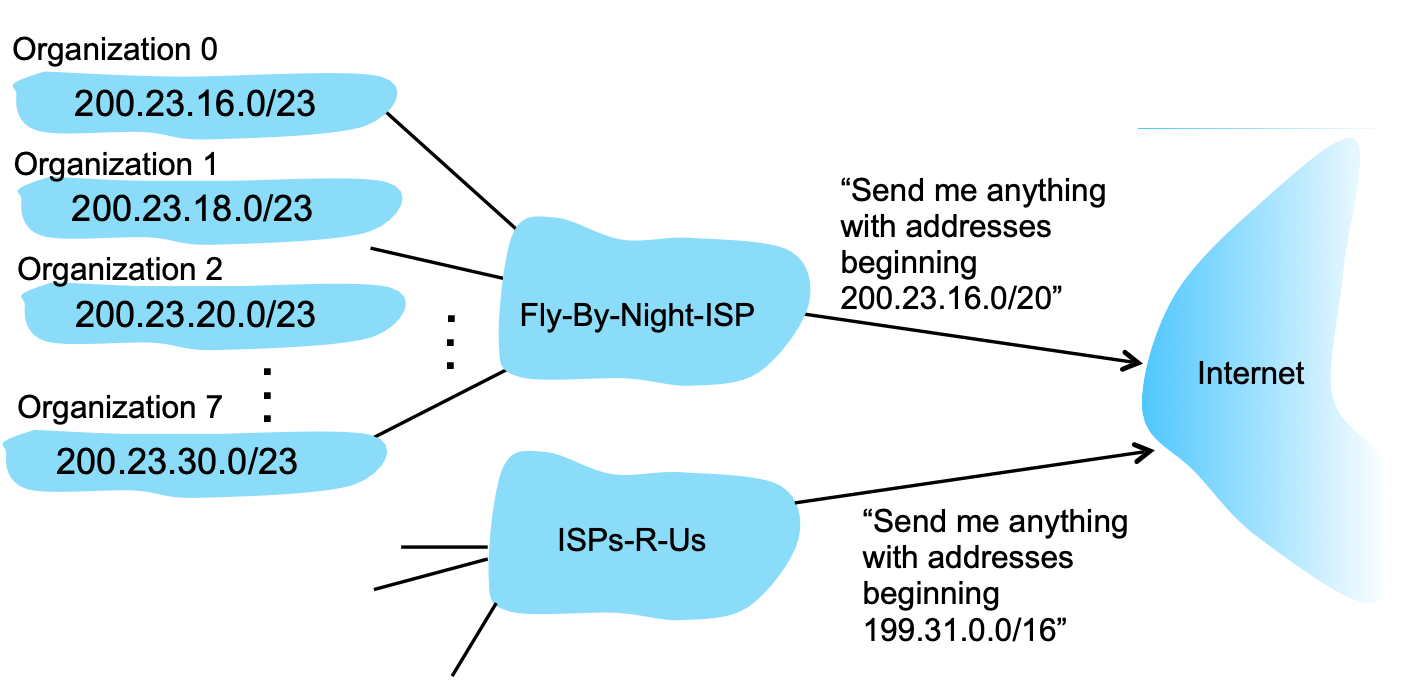 Organization 0
200.23.16.0/23
Organization 1
200.23.18.0/23
Organization 2
200.23.20.0/23
Organization 7
200.23.30.0/23
Fly-By-Night-ISP
“Send me anything
with addresses
beginning
200.23.16.0/20”
Internet
ISPs-R-Us
“Send me anything
with addresses
beginning
199.31.0.0/16”